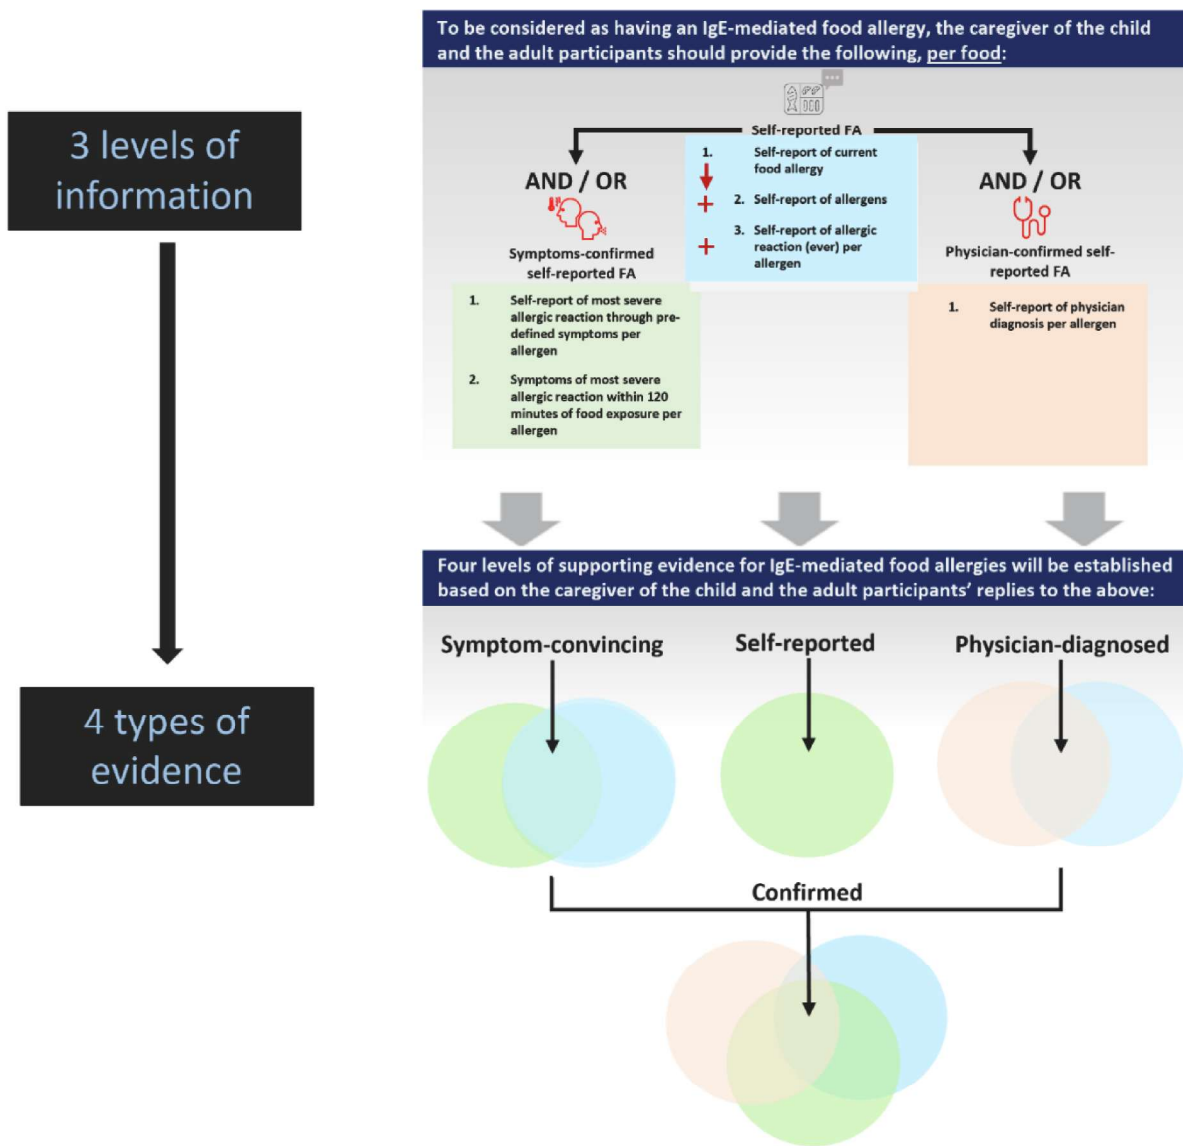 To be considered as having an IgE-mediated food allergy, the caregiver of the child
and the adult participants should provide the following, per food:
3 levels of
information
Self-reported FA
1. Self-report of current
food allergy
2. Self-report of allergens
3. Self-report of allergic
reaction (ever) per
allergen
AND / OR
Symptoms-confirmed
self-reported FA
1. Self-report of most severe
allergic reaction through pre-
defined symptoms per
allergen
2. Symptoms of most severe
allergic reaction within 120
minutes of food exposure per
allergen
AND / OR
Physician-confirmed self-
reported FA
1. Self-report of physician
diagnosis per allergen
Four levels of supporting evidence for IgE-mediated food allergies will be established
based on the caregiver of the child and the adult participants’ replies to the above:
4 types of
evidence
Symptom-convincing
Self-reported
Physician-diagnosed
Confirmed